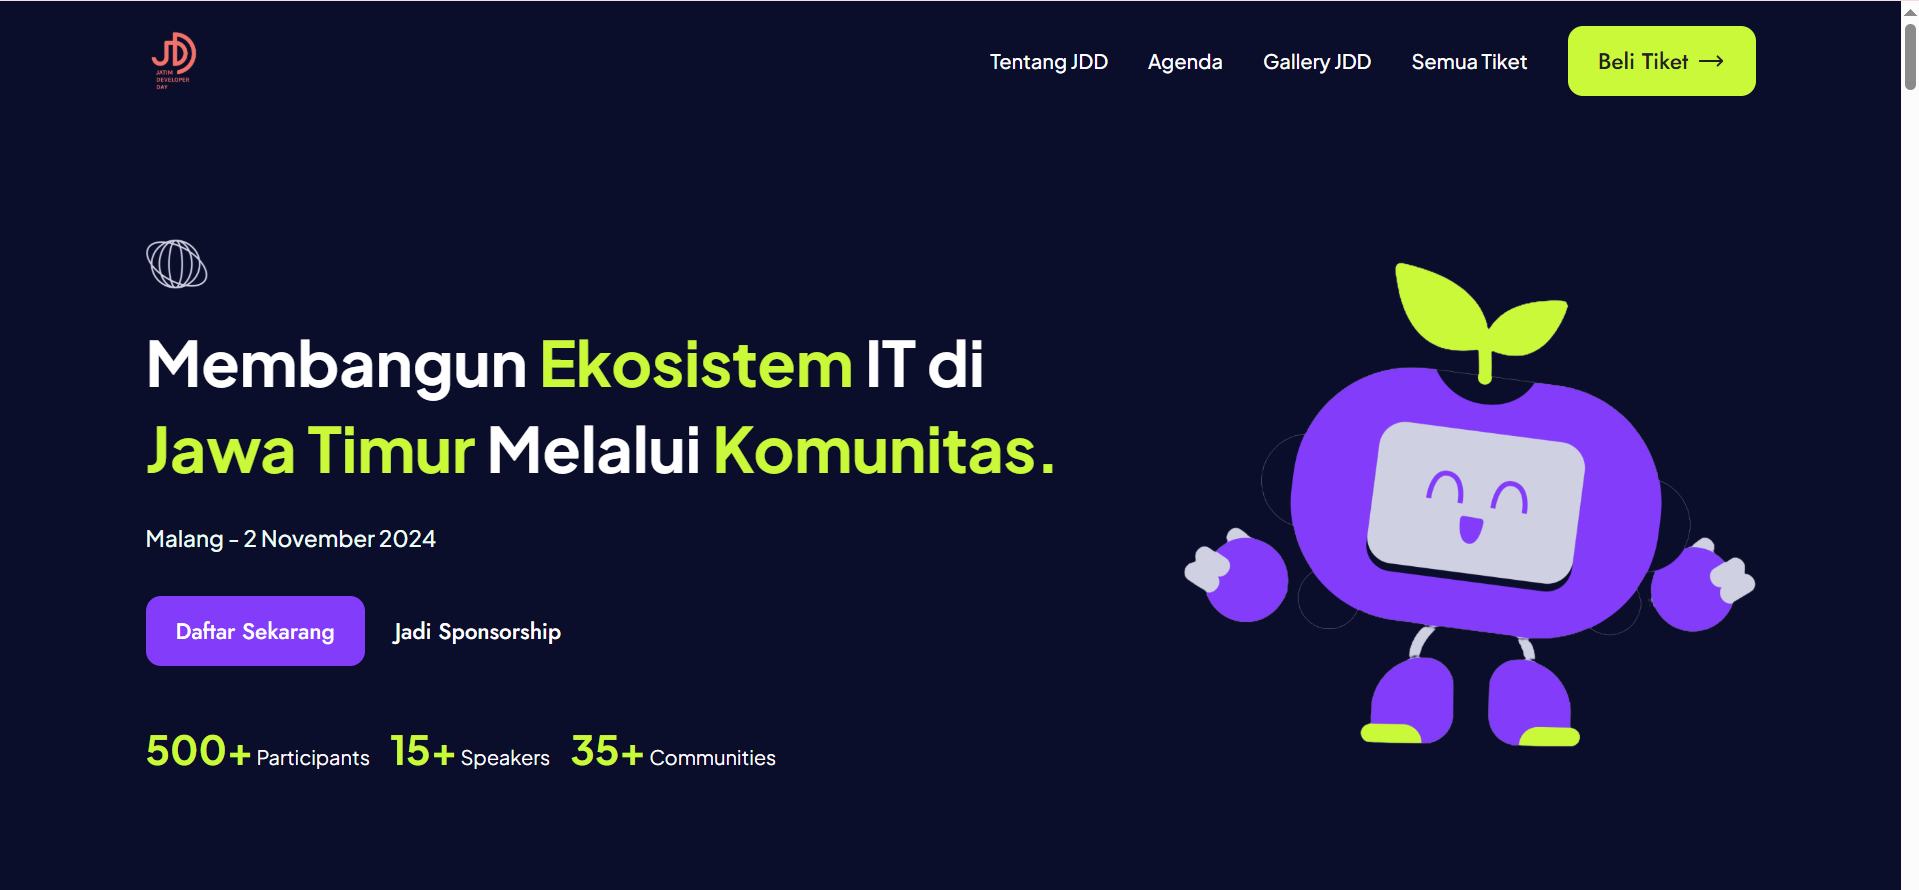 JATIM
DEVELOPER
DAY
Tentang JDD
Agenda
Gallery JDD
Semua Tiket
Beli Tiket →
Membangun Ekosistem IT di
Jawa Timur Melalui Komunitas.
Malang - 2 November 2024
Daftar Sekarang
Jadi Sponsorship
500+ Participants 15+ Speakers 35+ Communities